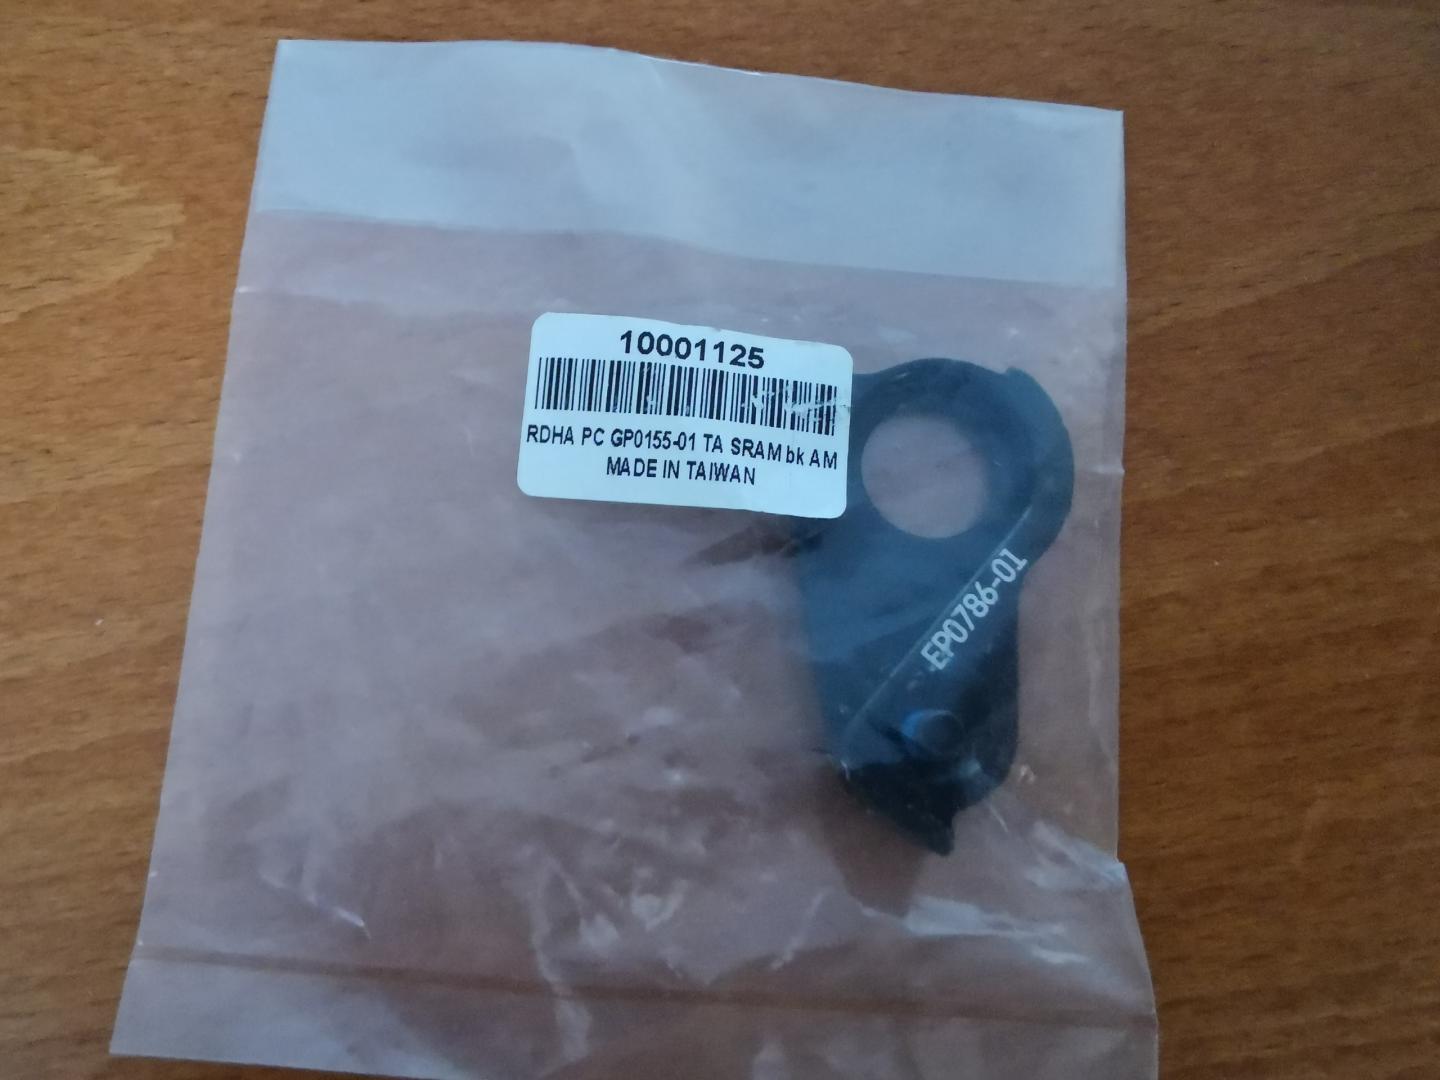 10001125
RDHA PC GP0155-01 TA SRAM bk AM
MADE IN TAIWAN
EP0786-01